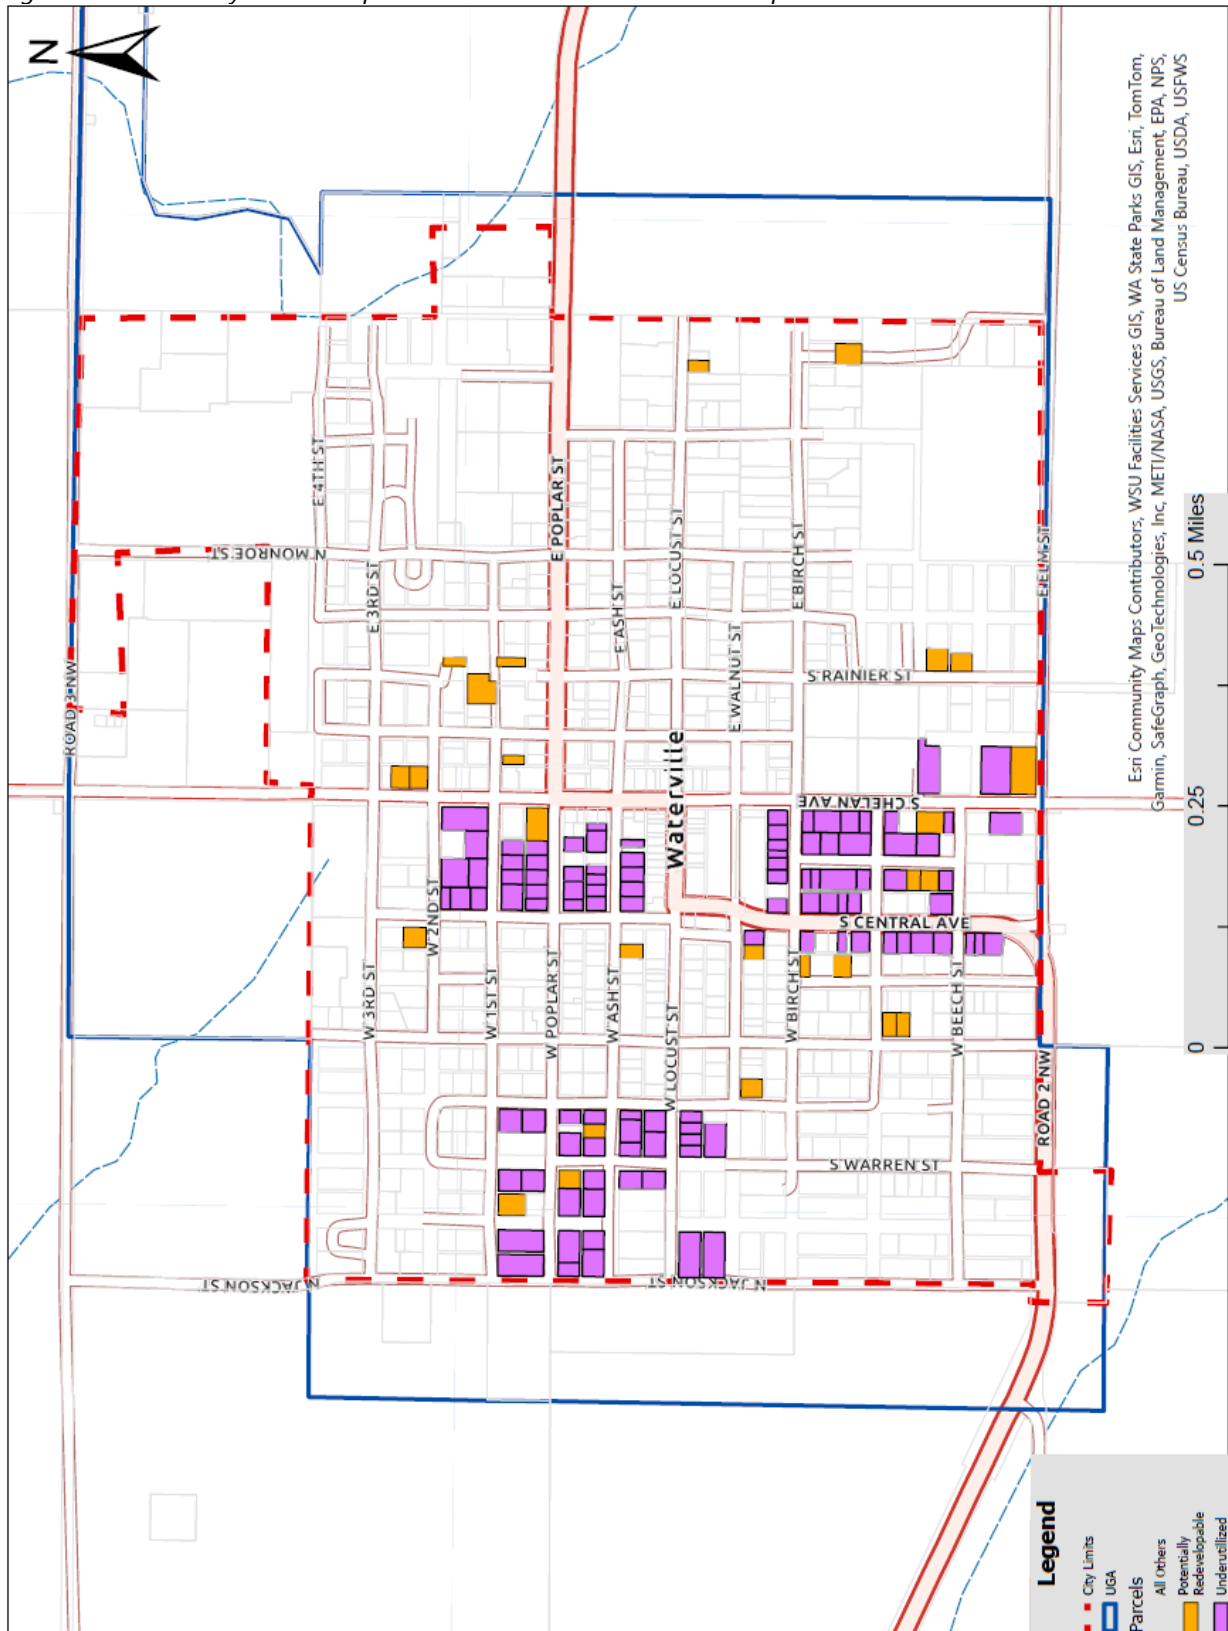 N
ROAD 3 NW
N MONROE ST
E 4TH ST
E 3RD ST
E POPLAR ST
E ASH ST
E LOCUST ST
E WALNUT ST
E BIRCH ST
S RAINIER ST
E ELM ST
Waterville
S CHELAN AVE
S CENTRAL AVE
W 2ND ST
W 3RD ST
W 1ST ST
W POPLAR ST
W ASH ST
W LOCUST ST
W BIRCH ST
W BEECH ST
S WARREN ST
ROAD 2 NW
N JACKSON ST
N JACKSON ST
Esri Community Maps Contributors, WSU Facilities Services GIS, WA State Parks GIS, Esri, TomTom,
Garmin, SafeGraph, GeoTechnologies, Inc, METI/NASA, USGS, Bureau of Land Management, EPA, NPS,
US Census Bureau, USDA, USFWS
0 0.25 0.5 Miles
Legend
City Limits
UGA
Parcels
All Others
Potentially
Redevelopable
Underutilized